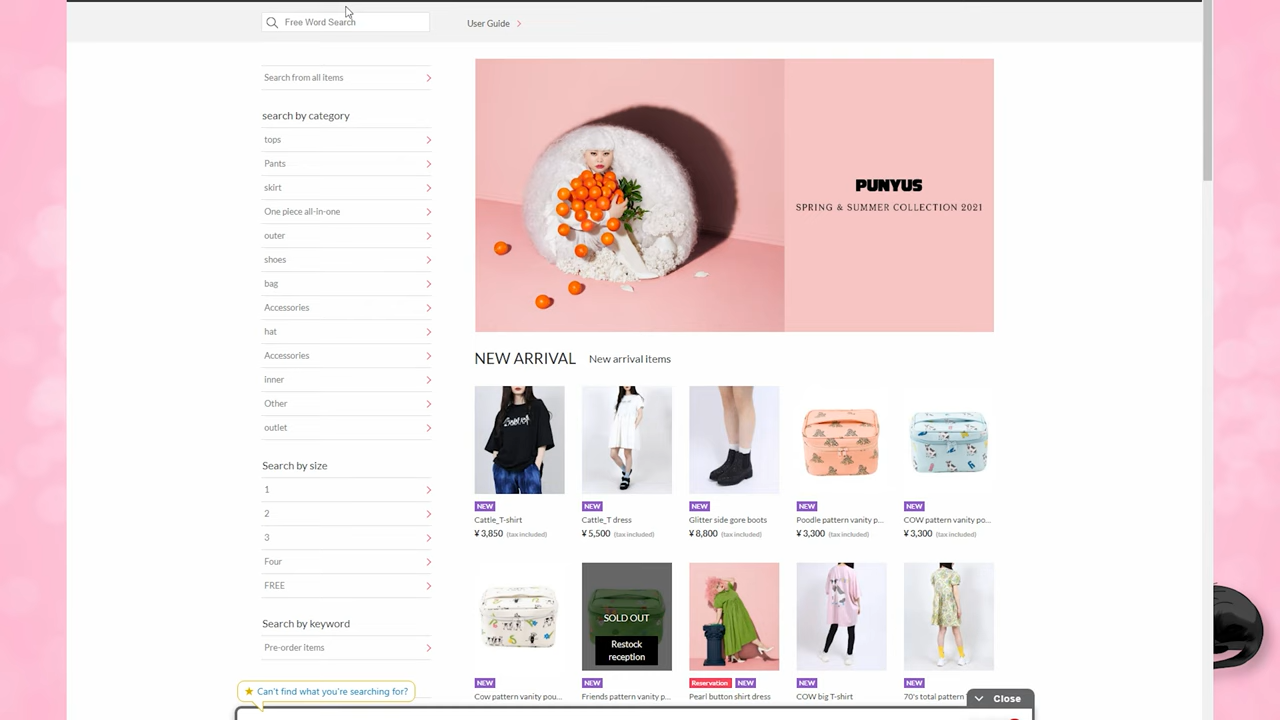 Free Word Search
User Guide
Search from all items
search by category
tops
Pants
skirt
One piece all-in-one
outer
shoes
bag
Accessories
hat
Accessories
inner
Other
outlet
Search by size
1
2
3
Four
FREE
Search by keyword
Pre-order items
Can't find what you're searching for?
PUNYUS
SPRING & SUMMER COLLECTION 2021
NEW ARRIVAL New arrival items
NEW
Cattle_T-shirt
¥ 3,850 (tax included)
NEW
Cattle_T dress
¥ 5,500 (tax included)
NEW
Glitter side gore boots
¥ 8,800 (tax included)
NEW
Poodle pattern vanity p...
¥ 3,300 (tax included)
NEW
COW pattern vanity po...
¥ 3,300 (tax included)
NEW
Cow pattern vanity pou...
SOLD OUT
Restock
reception
NEW
Friends pattern vanity p...
Reservation NEW
Pearl button shirt dress
NEW
COW big T-shirt
NEW
70's total pattern
Close